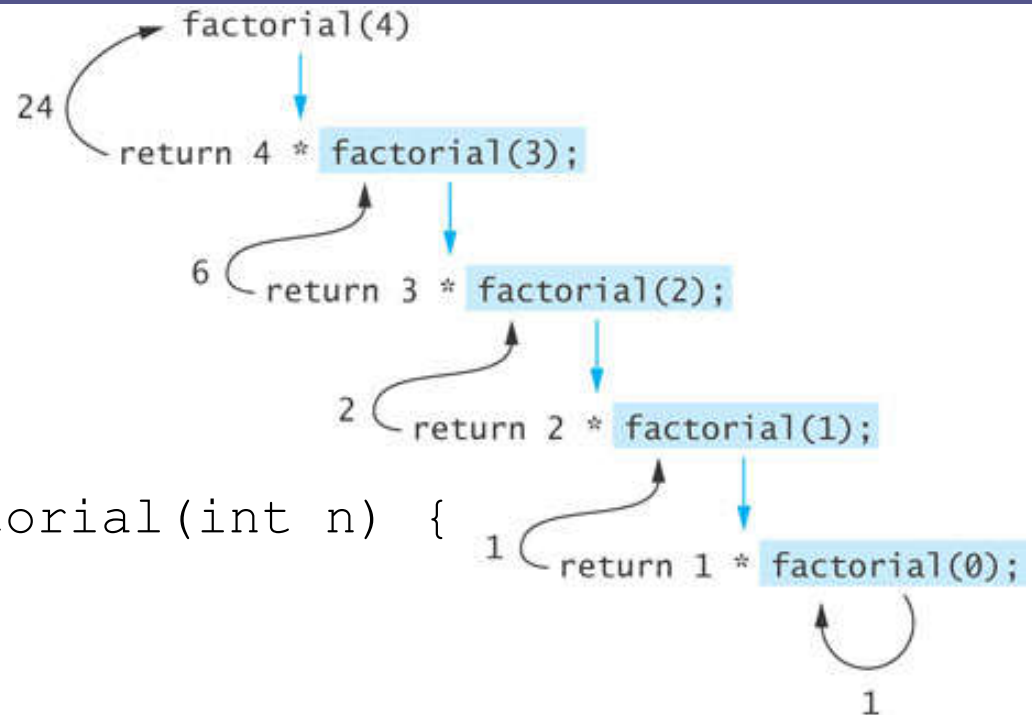 factorial(4)
24
return 4 * factorial(3);
6
return 3 * factorial(2);
2
return 2 * factorial(1);
orial(int n) {
1
return 1 * factorial(0);
1